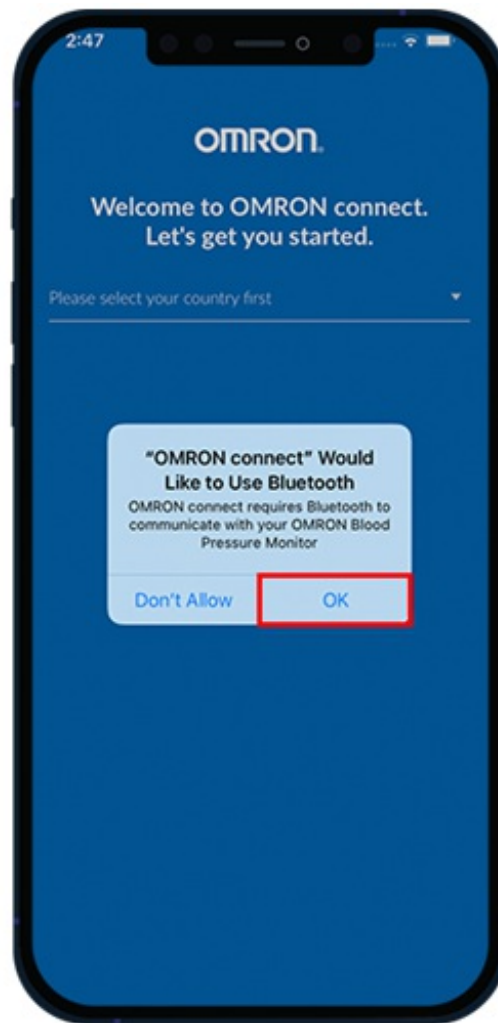 2:47
OMRON
Welcome to OMRON connect.
Let's get you started.
Please select your country first
"OMRON connect" Would
Like to Use Bluetooth
OMRON connect requires Bluetooth to
communicate with your OMRON Blood
Pressure Monitor
Don't Allow OK